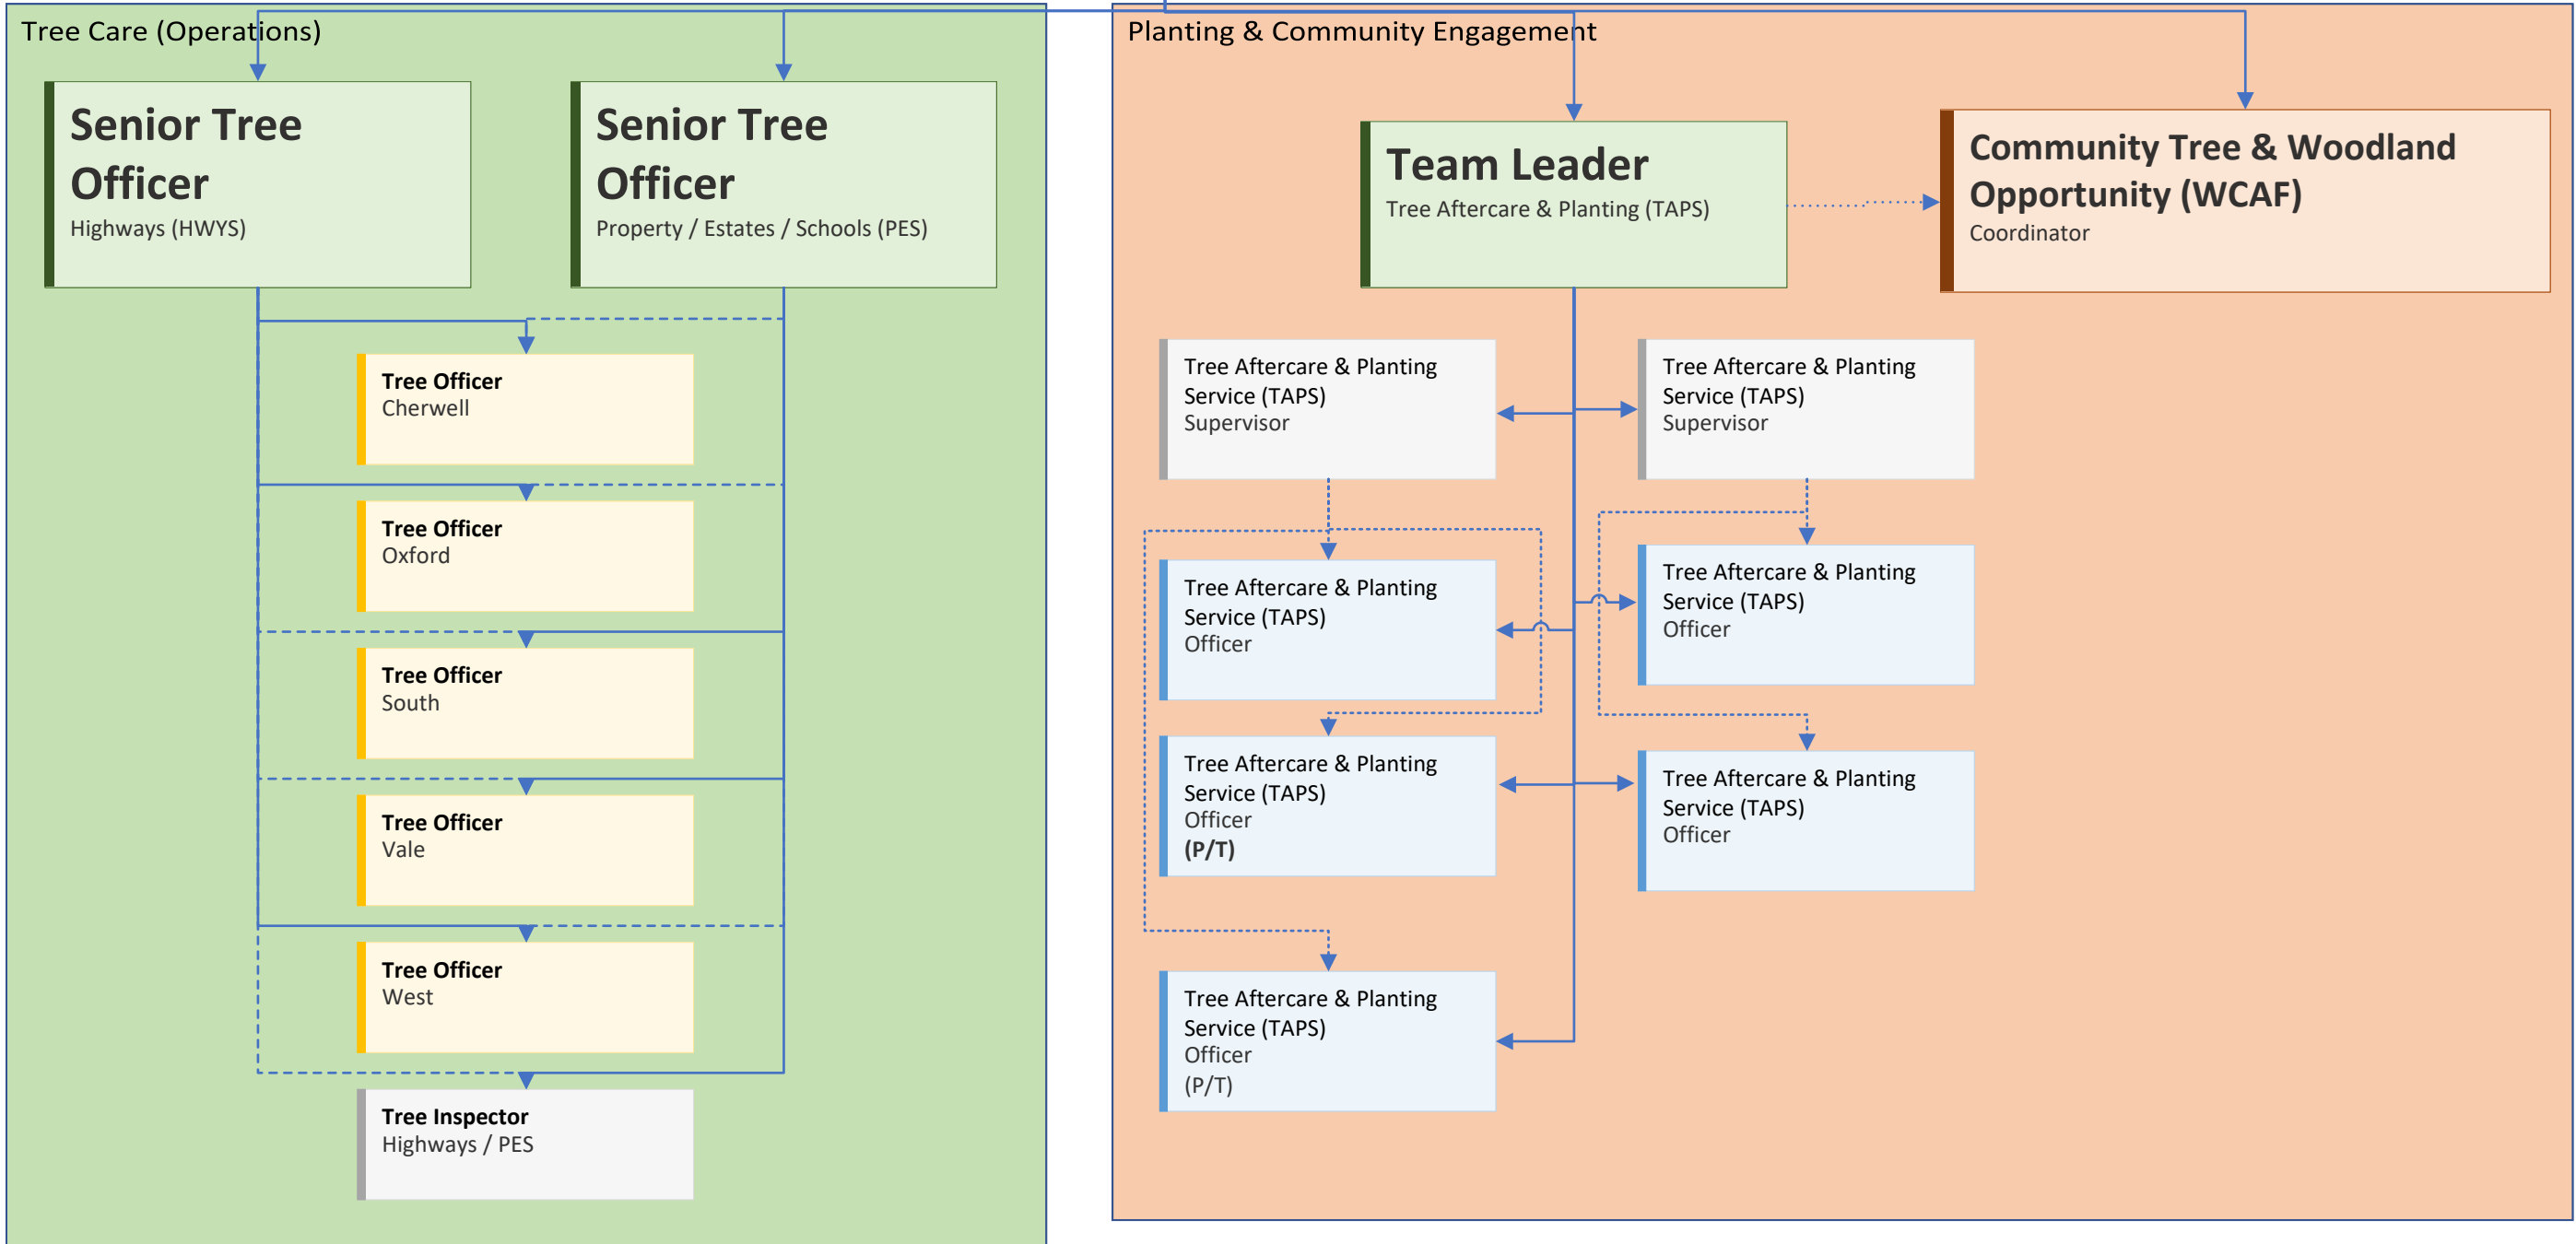 Tree Care (Operations)
Senior Tree
Officer
Highways (HWYS)
Senior Tree
Officer
Property / Estates / Schools (PES)
Tree Officer
Cherwell
Tree Officer
Oxford
Tree Officer
South
Tree Officer
Vale
Tree Officer
West
Tree Inspector
Highways / PES
Planting & Community Engagement
Team Leader
Tree Aftercare & Planting (TAPS)
Community Tree & Woodland
Opportunity (WCAF)
Coordinator
Tree Aftercare & Planting
Service (TAPS)
Supervisor
Tree Aftercare & Planting
Service (TAPS)
Supervisor
Tree Aftercare & Planting
Service (TAPS)
Officer
Tree Aftercare & Planting
Service (TAPS)
Officer
Tree Aftercare & Planting
Service (TAPS)
Officer
(P/T)
Tree Aftercare & Planting
Service (TAPS)
Officer
Tree Aftercare & Planting
Service (TAPS)
Officer
(P/T)